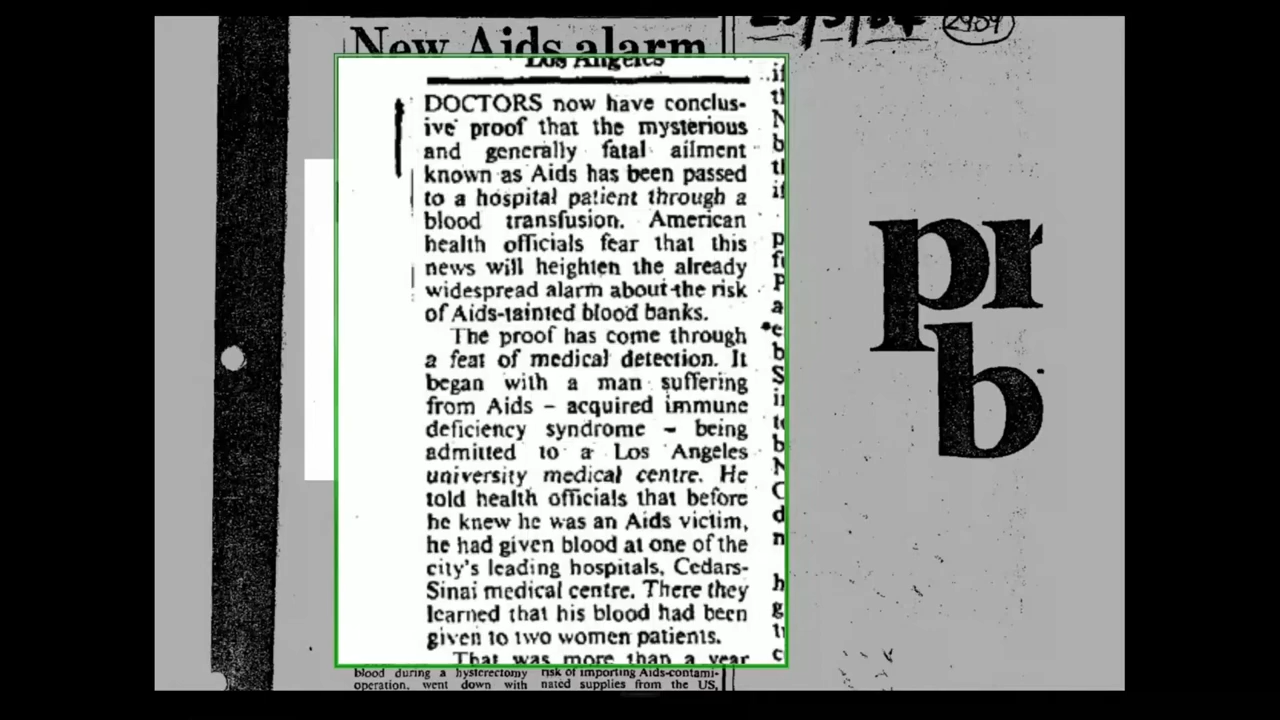 New Aids alarm
2909
Los Angeles
DOCTORS now have conclus-
ive proof that the mysterious
and generally fatal ailment
known as Aids has been passed
to a hospital patient through a
blood transfusion. American
health officials fear that this
news will heighten the already
widespread alarm about the risk
of Aids-tainted blood banks.
The proof has come through
a feat of medical detection. It
began with a man suffering
from Aids – acquired immune
deficiency syndrome – being
admitted to a Los Angeles
university medical centre. He
told health officials that before
he knew he was an Aids victim,
he had given blood at one of the
city's leading hospitals, Cedars-
Sinai medical centre. There they
learned that his blood had been
given to two women patients.
That was more than a year
blood during a hysterectomy
operation, went down with
risk of importing Aids-contami-
nated supplies from the US,
pr
b